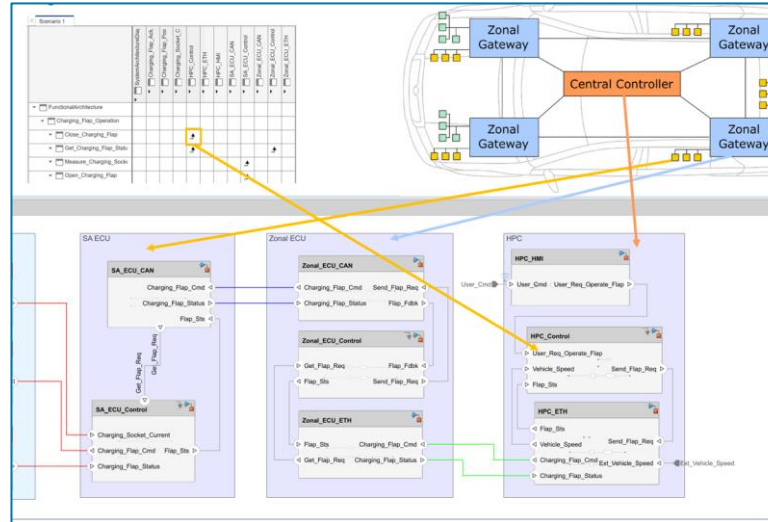 Scenario 1
SystemArchitectureDiag
Charging_Flap_Ack
Charging_Flap_Pos
Charging_Socket_C
HPC_Control
HPC_ETH
HPC_HMI
SA_ECU_CAN
SA_ECU_Control
Zonal_ECU_CAN
Zonal_ECU_Control
Zonal_ECU_ETH
FunctionalArchitecture
Charging_Flap_Operation
Close_Charging_Flap
Get_Charging_Flap_Statu
Measure_Charging_Socke
Open_Charging_Flap
Zonal
Gateway
Zonal
Gateway
Central Controller
Zonal
Gateway
Zonal
Gateway
SA ECU
SA_ECU_CAN
Charging_Flap_Cmd
Charging_Flap_Status
Flap_Sts
Get_Flap_Req
Get_Flap_Req
Get_Flap_Req
SA_ECU_Control
Charging_Socket_Current
Charging_Flap_Cmd Flap_Sts
Charging_Flap_Status
Zonal ECU
Zonal_ECU_CAN
Charging_Flap_Cmd Send_Flap_Req
Charging_Flap_Status Flap_Fdbk
Zonal_ECU_Control
Get_Flap_Req Flap_Fdbk
Flap_Sts Send_Flap_Req
Zonal_ECU_ETH
Flap_Sts Charging_Flap_Cmd
Get_Flap_Req Charging_Flap_Status
HPC
HPC_HMI
User_Cmd User_Cmd User_Req_Operate_Flap
HPC_Control
User_Req_Operate_Flap
Vehicle_Speed Send_Flap_Req
Flap_Sts
HPC_ETH
Flap_Sts
Vehicle_Speed Send_Flap_Req
Charging_Flap_Cmd Ext_Vehicle_Speed Ext_Vehicle_Speed
Charging_Flap_Status